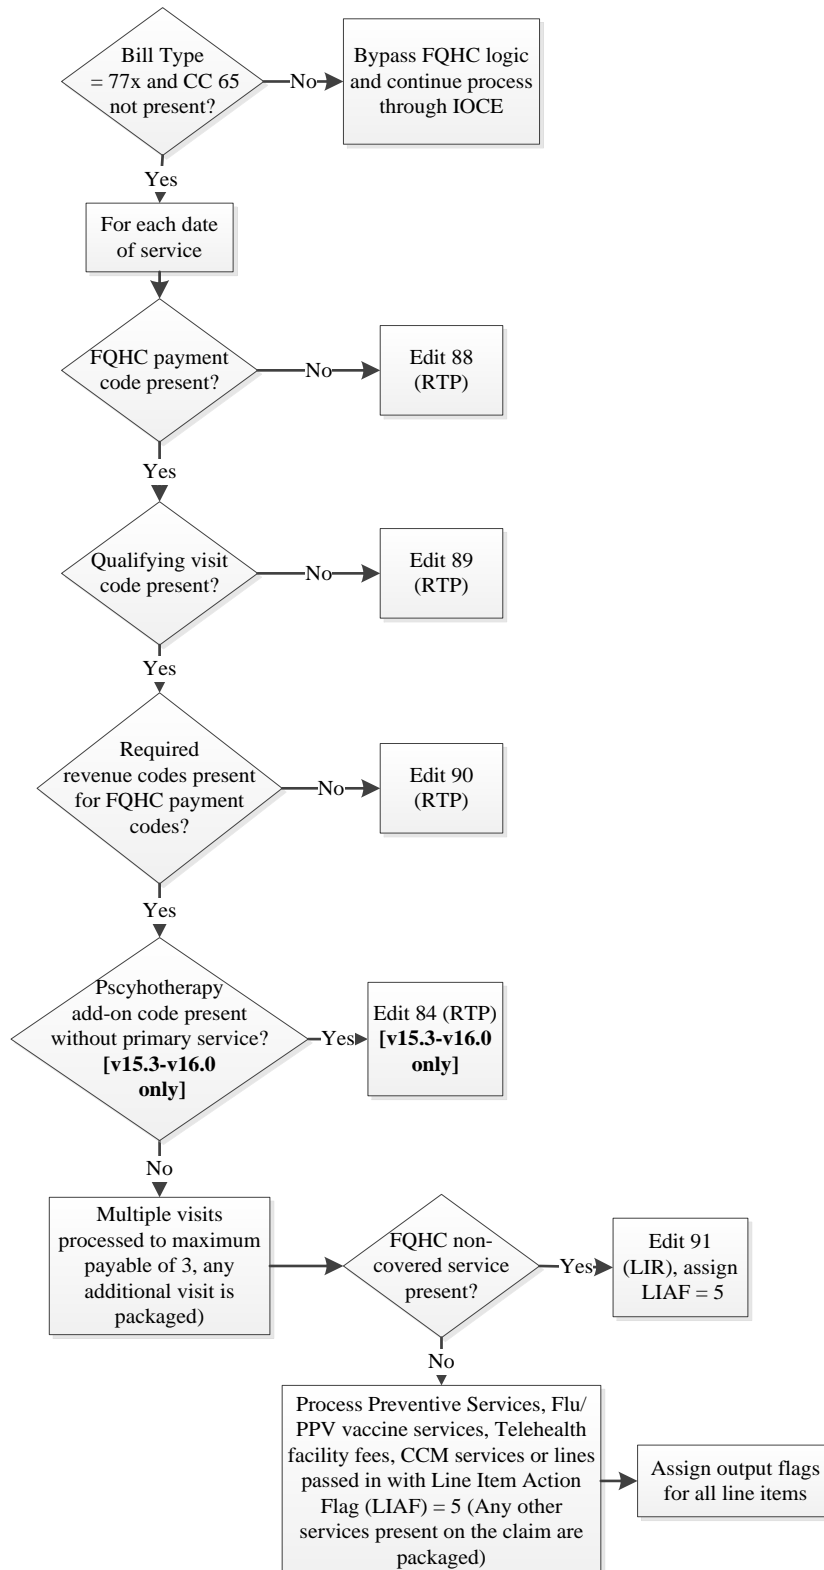 Bill Type
= 77x and CC 65
not present?
No
Bypass FQHC logic
and continue process
through IOCE
Yes
For each date
of service
FQHC payment
code present?
No
Edit 88
(RTP)
Yes
Qualifying visit
code present?
No
Edit 89
(RTP)
Yes
Required
revenue codes present
for FQHC payment
codes?
No
Edit 90
(RTP)
Yes
Pscyhotherapy
add-on code present
without primary service?
[v15.3-v16.0
only]
Yes
Edit 84 (RTP)
[v15.3-v16.0
only]
No
Multiple visits
processed to maximum
payable of 3, any
additional visit is
packaged)
FQHC non-
covered service
present?
Yes
Edit 91
(LIR), assign
LIAF = 5
No
Process Preventive Services, Flu/
PPV vaccine services, Telehealth
facility fees, CCM services or lines
passed in with Line Item Action
Flag (LIAF) = 5 (Any other
services present on the claim are
packaged)
Assign output flags
for all line items